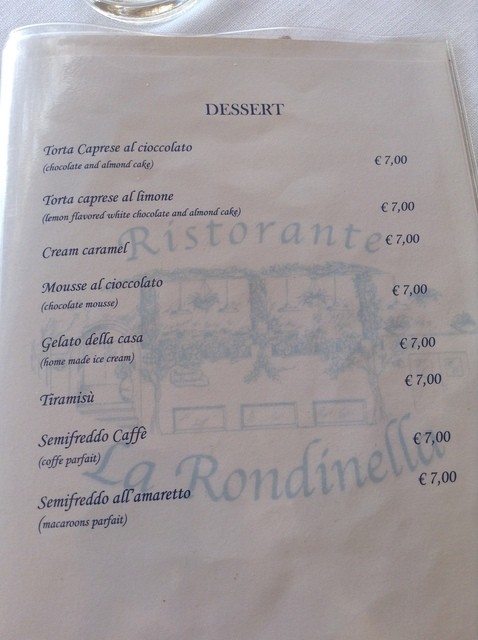 DESSERT
Torta Caprese al cioccolato € 7,00
(chocolate and almond cake)
Torta caprese al limone € 7,00
(lemon flavored white chocolate and almond cake)
Cream caramel € 7,00
Mousse al cioccolato € 7,00
(chocolate mousse)
Gelato della casa € 7,00
(home made ice cream)
Tiramisù € 7,00
Semifreddo Caffè € 7,00
(coffe parfait)
Semifreddo all'amaretto € 7,00
(macaroons parfait)
Ristorante
La Rondinella